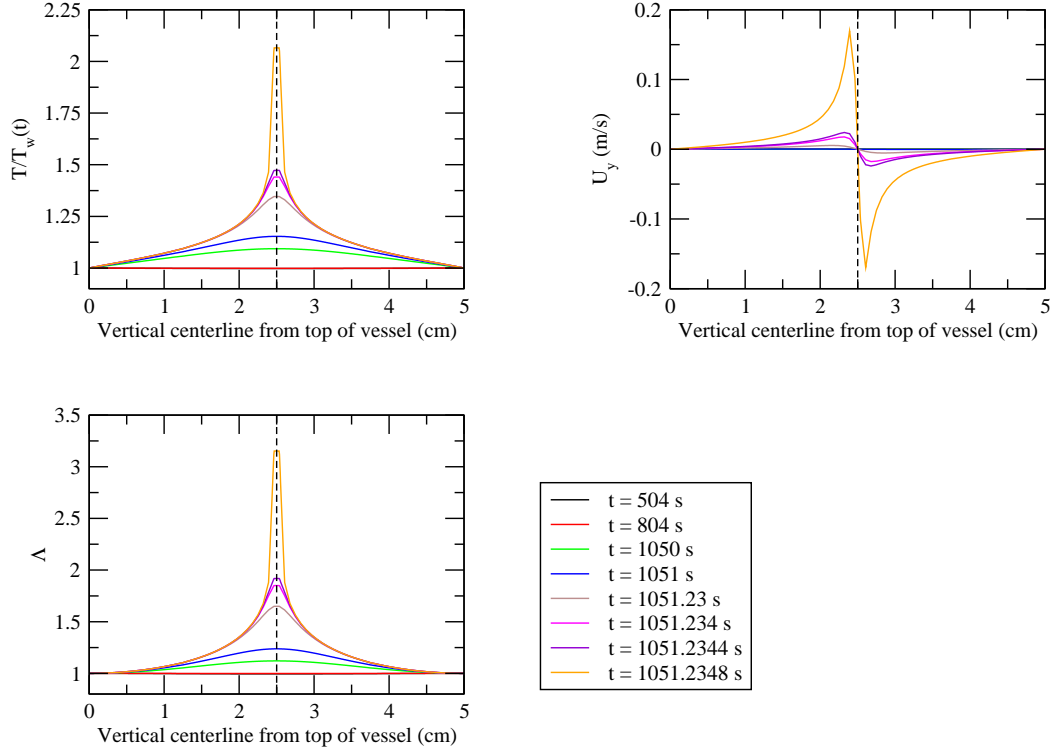 2.25
2
1.75
1.5
1.25
1
T/T_w(t)
0 1 2 3 4 5
Vertical centerline from top of vessel (cm)
0.2
0.1
0
-0.1
-0.2
U_y (m/s)
0 1 2 3 4 5
Vertical centerline from top of vessel (cm)
3.5
3
2.5
2
1.5
1
Λ
0 1 2 3 4 5
Vertical centerline from top of vessel (cm)
t = 504 s
t = 804 s
t = 1050 s
t = 1051 s
t = 1051.23 s
t = 1051.234 s
t = 1051.2344 s
t = 1051.2348 s